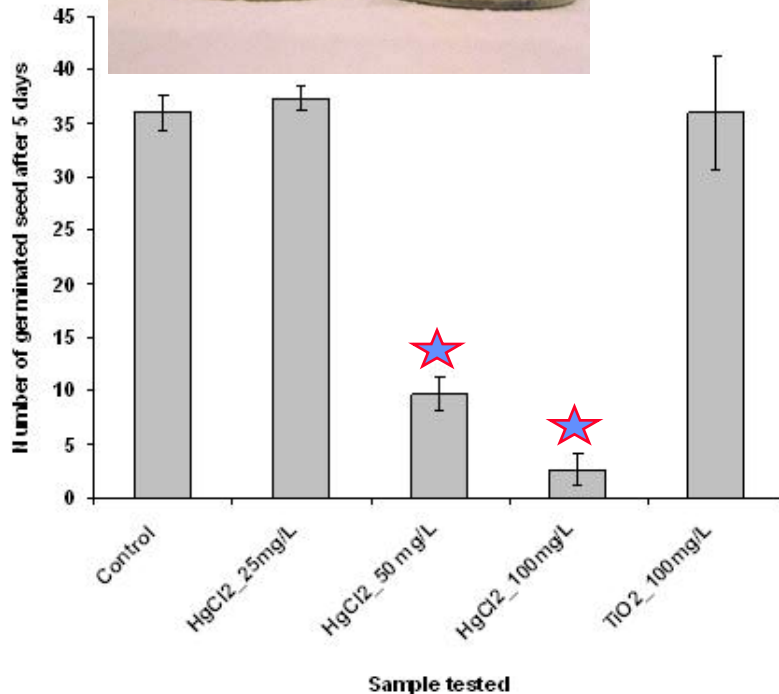 Number of germinated seed after 5 days
45
40
35
30
25
20
15
10
5
0
Control
HgCl2_25mg/L
HgCl2_50 mg/L
HgCl2_100mg/L
TiO2_100mg/L
Sample tested